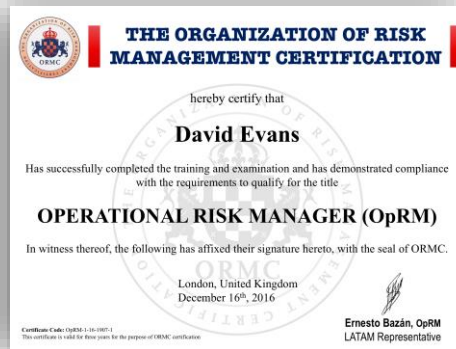 THE ORGANIZATION OF RISK
MANAGEMENT CERTIFICATION
ORMC
hereby certify that
David Evans
Has successfully completed the training and examination and has demonstrated compliance
with the requirements to qualify for the title
OPERATIONAL RISK MANAGER (OpRM)
In witness thereof, the following has affixed their signature hereto, with the seal of ORMC.
ORMC
London, United Kingdom
December 16th, 2016
Ernesto Bazán, OpRM
LATAM Representative
Certificate Code: OpRM-1-16-1907-1
This certificate is valid for three years for the purpose of ORMC certification